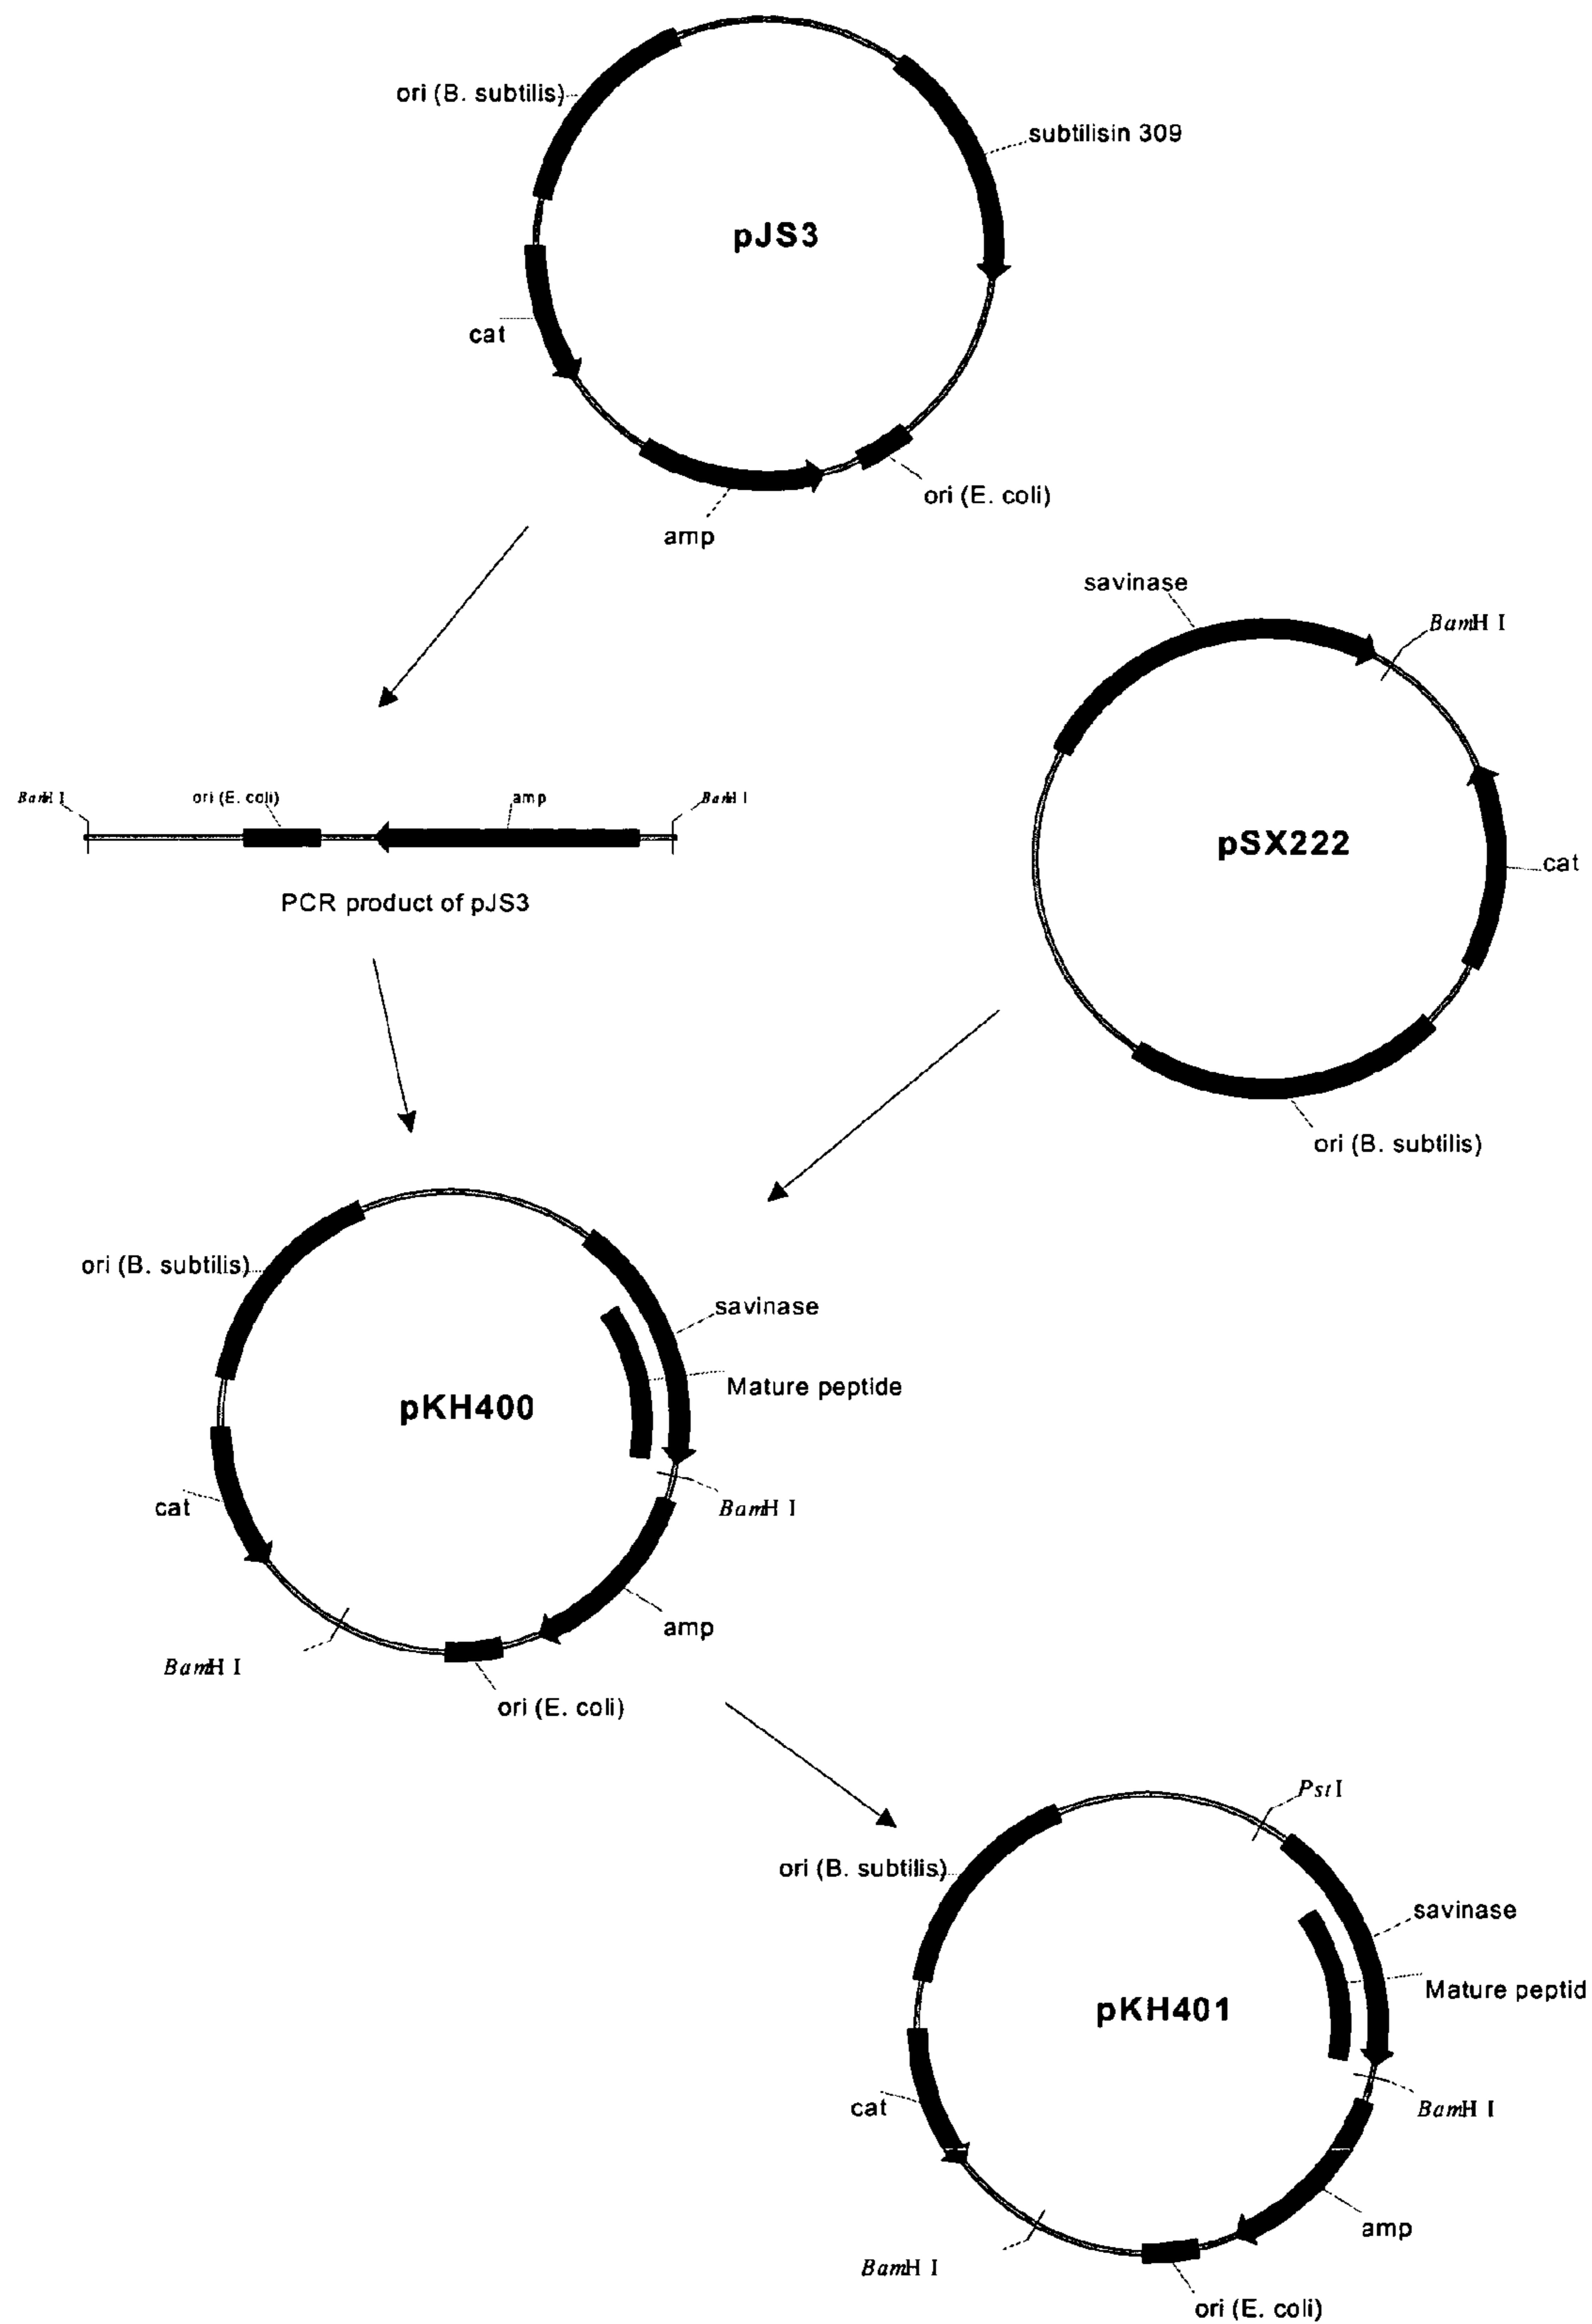 ori (B. subtilis)
subtilisin 309
pJS3
cat
ori (E. coli)
amp
savinase
BamH I
BamH I
ori (E. coli)
amp
BamH I
pSX222
cat
PCR product of pJS3
ori (B. subtilis)
ori (B. subtilis)
savinase
Mature peptide
pKH400
cat
BamH I
amp
BamH I
ori (E. coli)
Pst I
ori (B. subtilis)
savinase
Mature peptid
pKH401
cat
BamH I
amp
BamH I
ori (E. coli)